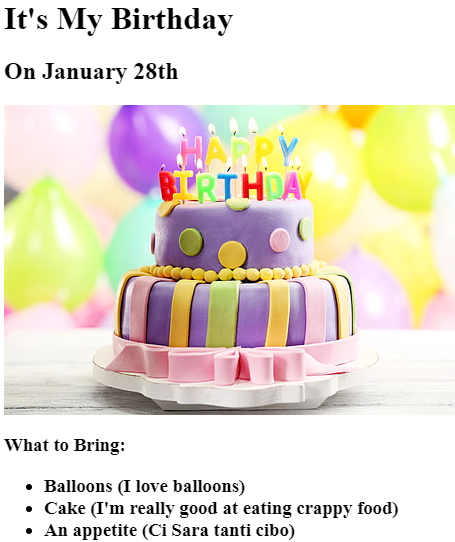 It's My Birthday
On January 28th
HAPPY
BIRTHDAY
What to Bring:
Balloons (I love balloons)
Cake (I'm really good at eating crappy food)
An appetite (Ci Sara tanti cibo)